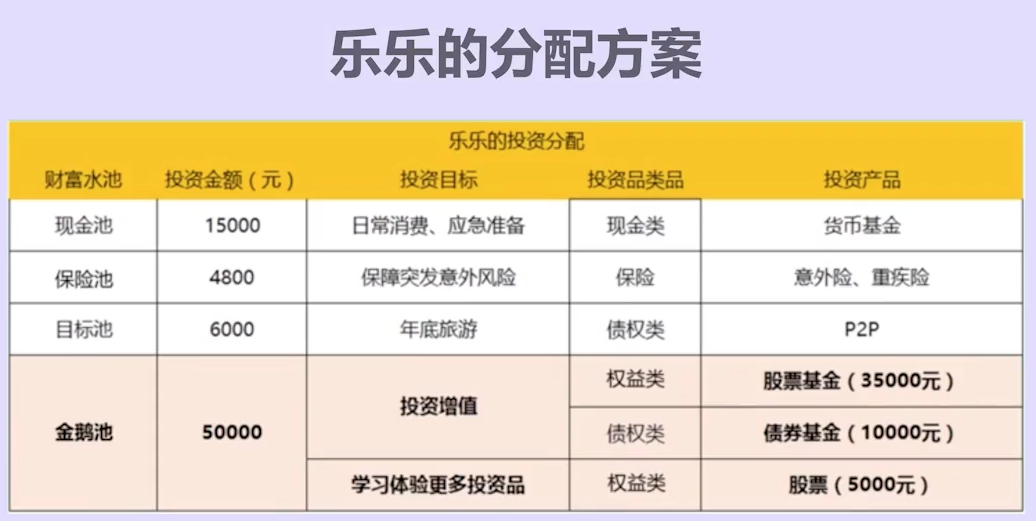 乐乐的分配方案
乐乐的投资分配
财富水池 投资金额（元） 投资目标 投资品类品 投资产品
现金池 15000 日常消费、应急准备 现金类 货币基金
保险池 4800 保障突发意外风险 保险 意外险、重疾险
目标池 6000 年底旅游 债权类 P2P
金鹅池 50000 投资增值 权益类 股票基金（35000元）
债权类 债券基金（10000元）
学习体验更多投资品 权益类 股票（5000元）